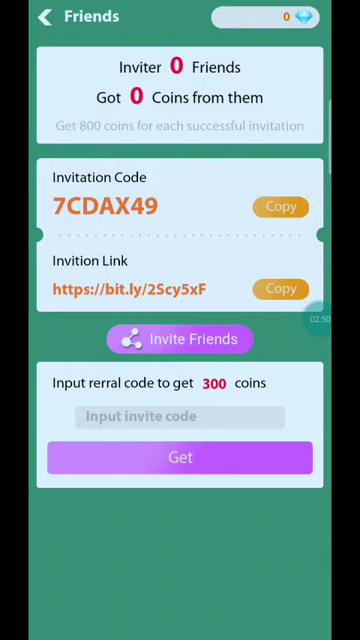 Friends
0
Inviter 0 Friends
Got 0 Coins from them
Get 800 coins for each successful invitation
Invitation Code
7CDAX49
Copy
Invition Link
https://bit.ly/2Scy5xF
Copy
02:50
Invite Friends
Input rerral code to get 300 coins
Input invite code
Get